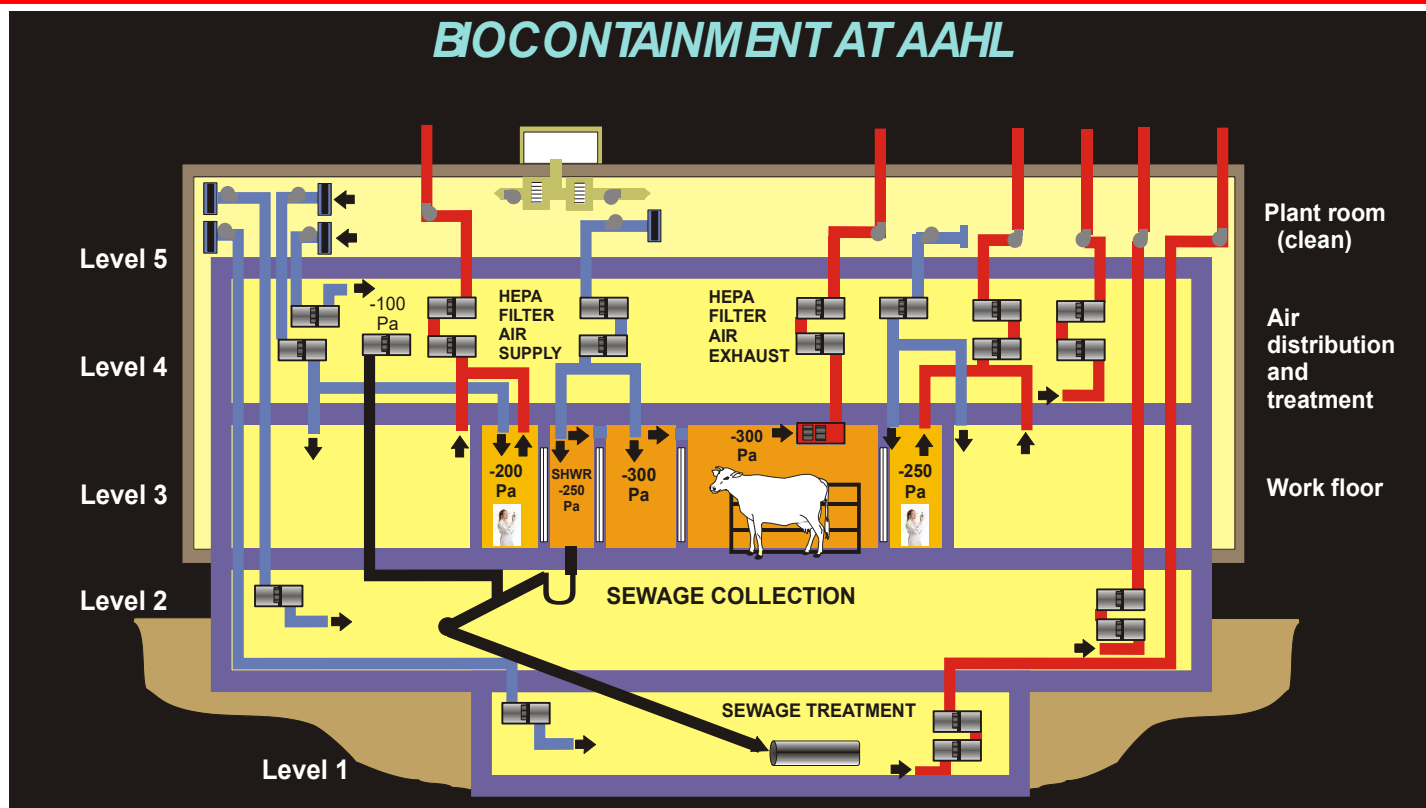 BIOCONTAINMENT AT AAHL
Plant room
(clean)
Level 5
-100
Pa
HEPA
FILTER
AIR
SUPPLY
HEPA
FILTER
AIR
EXHAUST
Air
distribution
and
treatment
Level 4
-200
Pa
SHWR
-250
Pa
-300
Pa
-300
Pa
-250
Pa
Level 3
Work floor
Level 2
SEWAGE COLLECTION
SEWAGE TREATMENT
Level 1